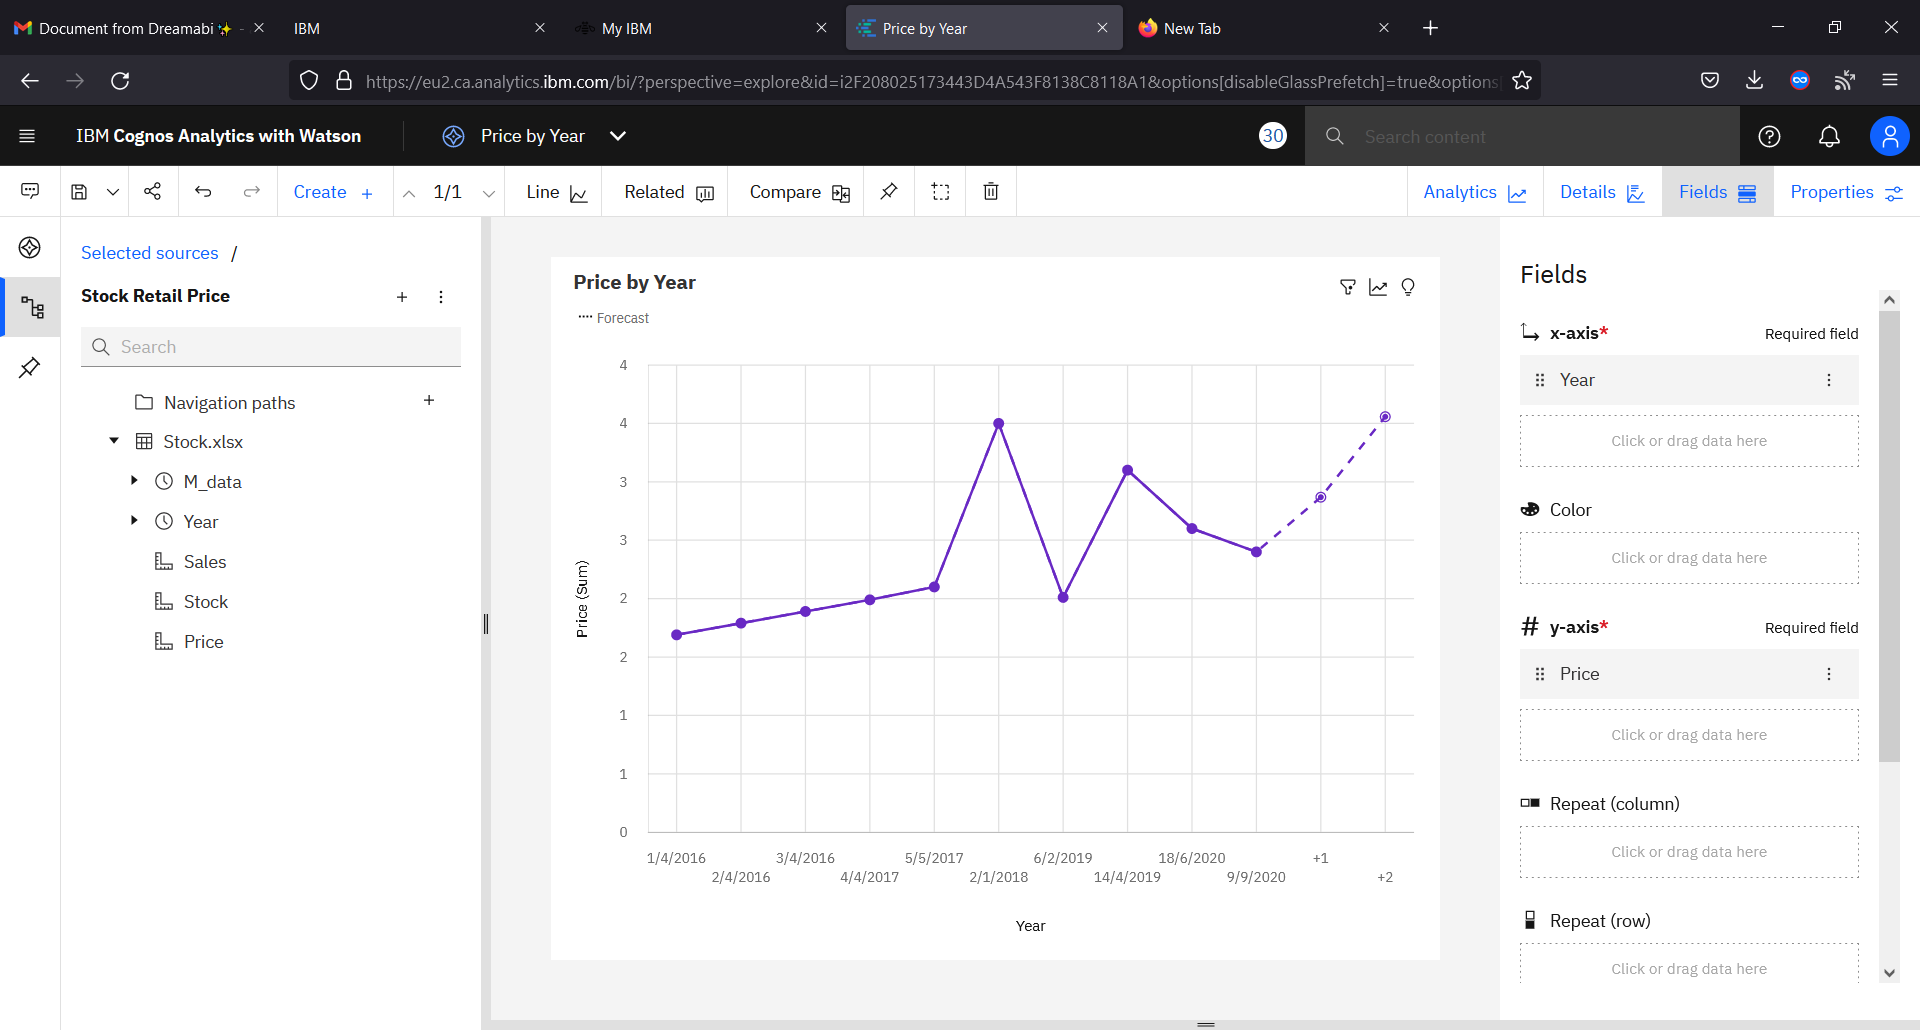 Document from Dreamabi✨ -
IBM
My IBM
Price by Year
New Tab
https://eu2.ca.analytics.ibm.com/bi/?perspective=explore&id=i2F208025173443D4A543F8138C8118A1&options[disableGlassPrefetch]=true&options[
IBM Cognos Analytics with Watson
Price by Year
30
Search content
Create +
1/1
Line
Related
Compare
Analytics
Details
Fields
Properties
Selected sources /
Stock Retail Price
Search
Navigation paths
Stock.xlsx
M_data
Year
Sales
Stock
Price
Price by Year
Forecast
4
4
3
3
2
2
1
1
0
Price (Sum)
1/4/2016
2/4/2016
3/4/2016
4/4/2017
5/5/2017
2/1/2018
6/2/2019
14/4/2019
18/6/2020
9/9/2020
+1
+2
Year
Fields
x-axis*
Required field
Year
Click or drag data here
Color
Click or drag data here
# y-axis*
Required field
Price
Click or drag data here
Repeat (column)
Click or drag data here
Repeat (row)
Click or drag data here